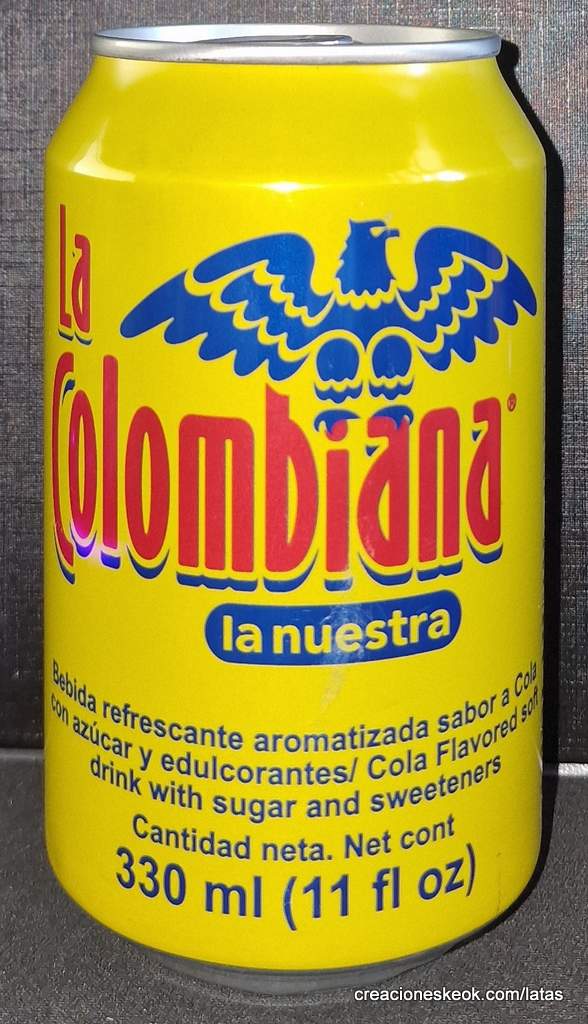 La
Colombiana®
la nuestra
Bebida refrescante aromatizada sabor a Cola
con azúcar y edulcorantes/ Cola Flavored soft
drink with sugar and sweeteners
Cantidad neta. Net cont
330 ml (11 fl oz)
creacioneskeok.com/latas